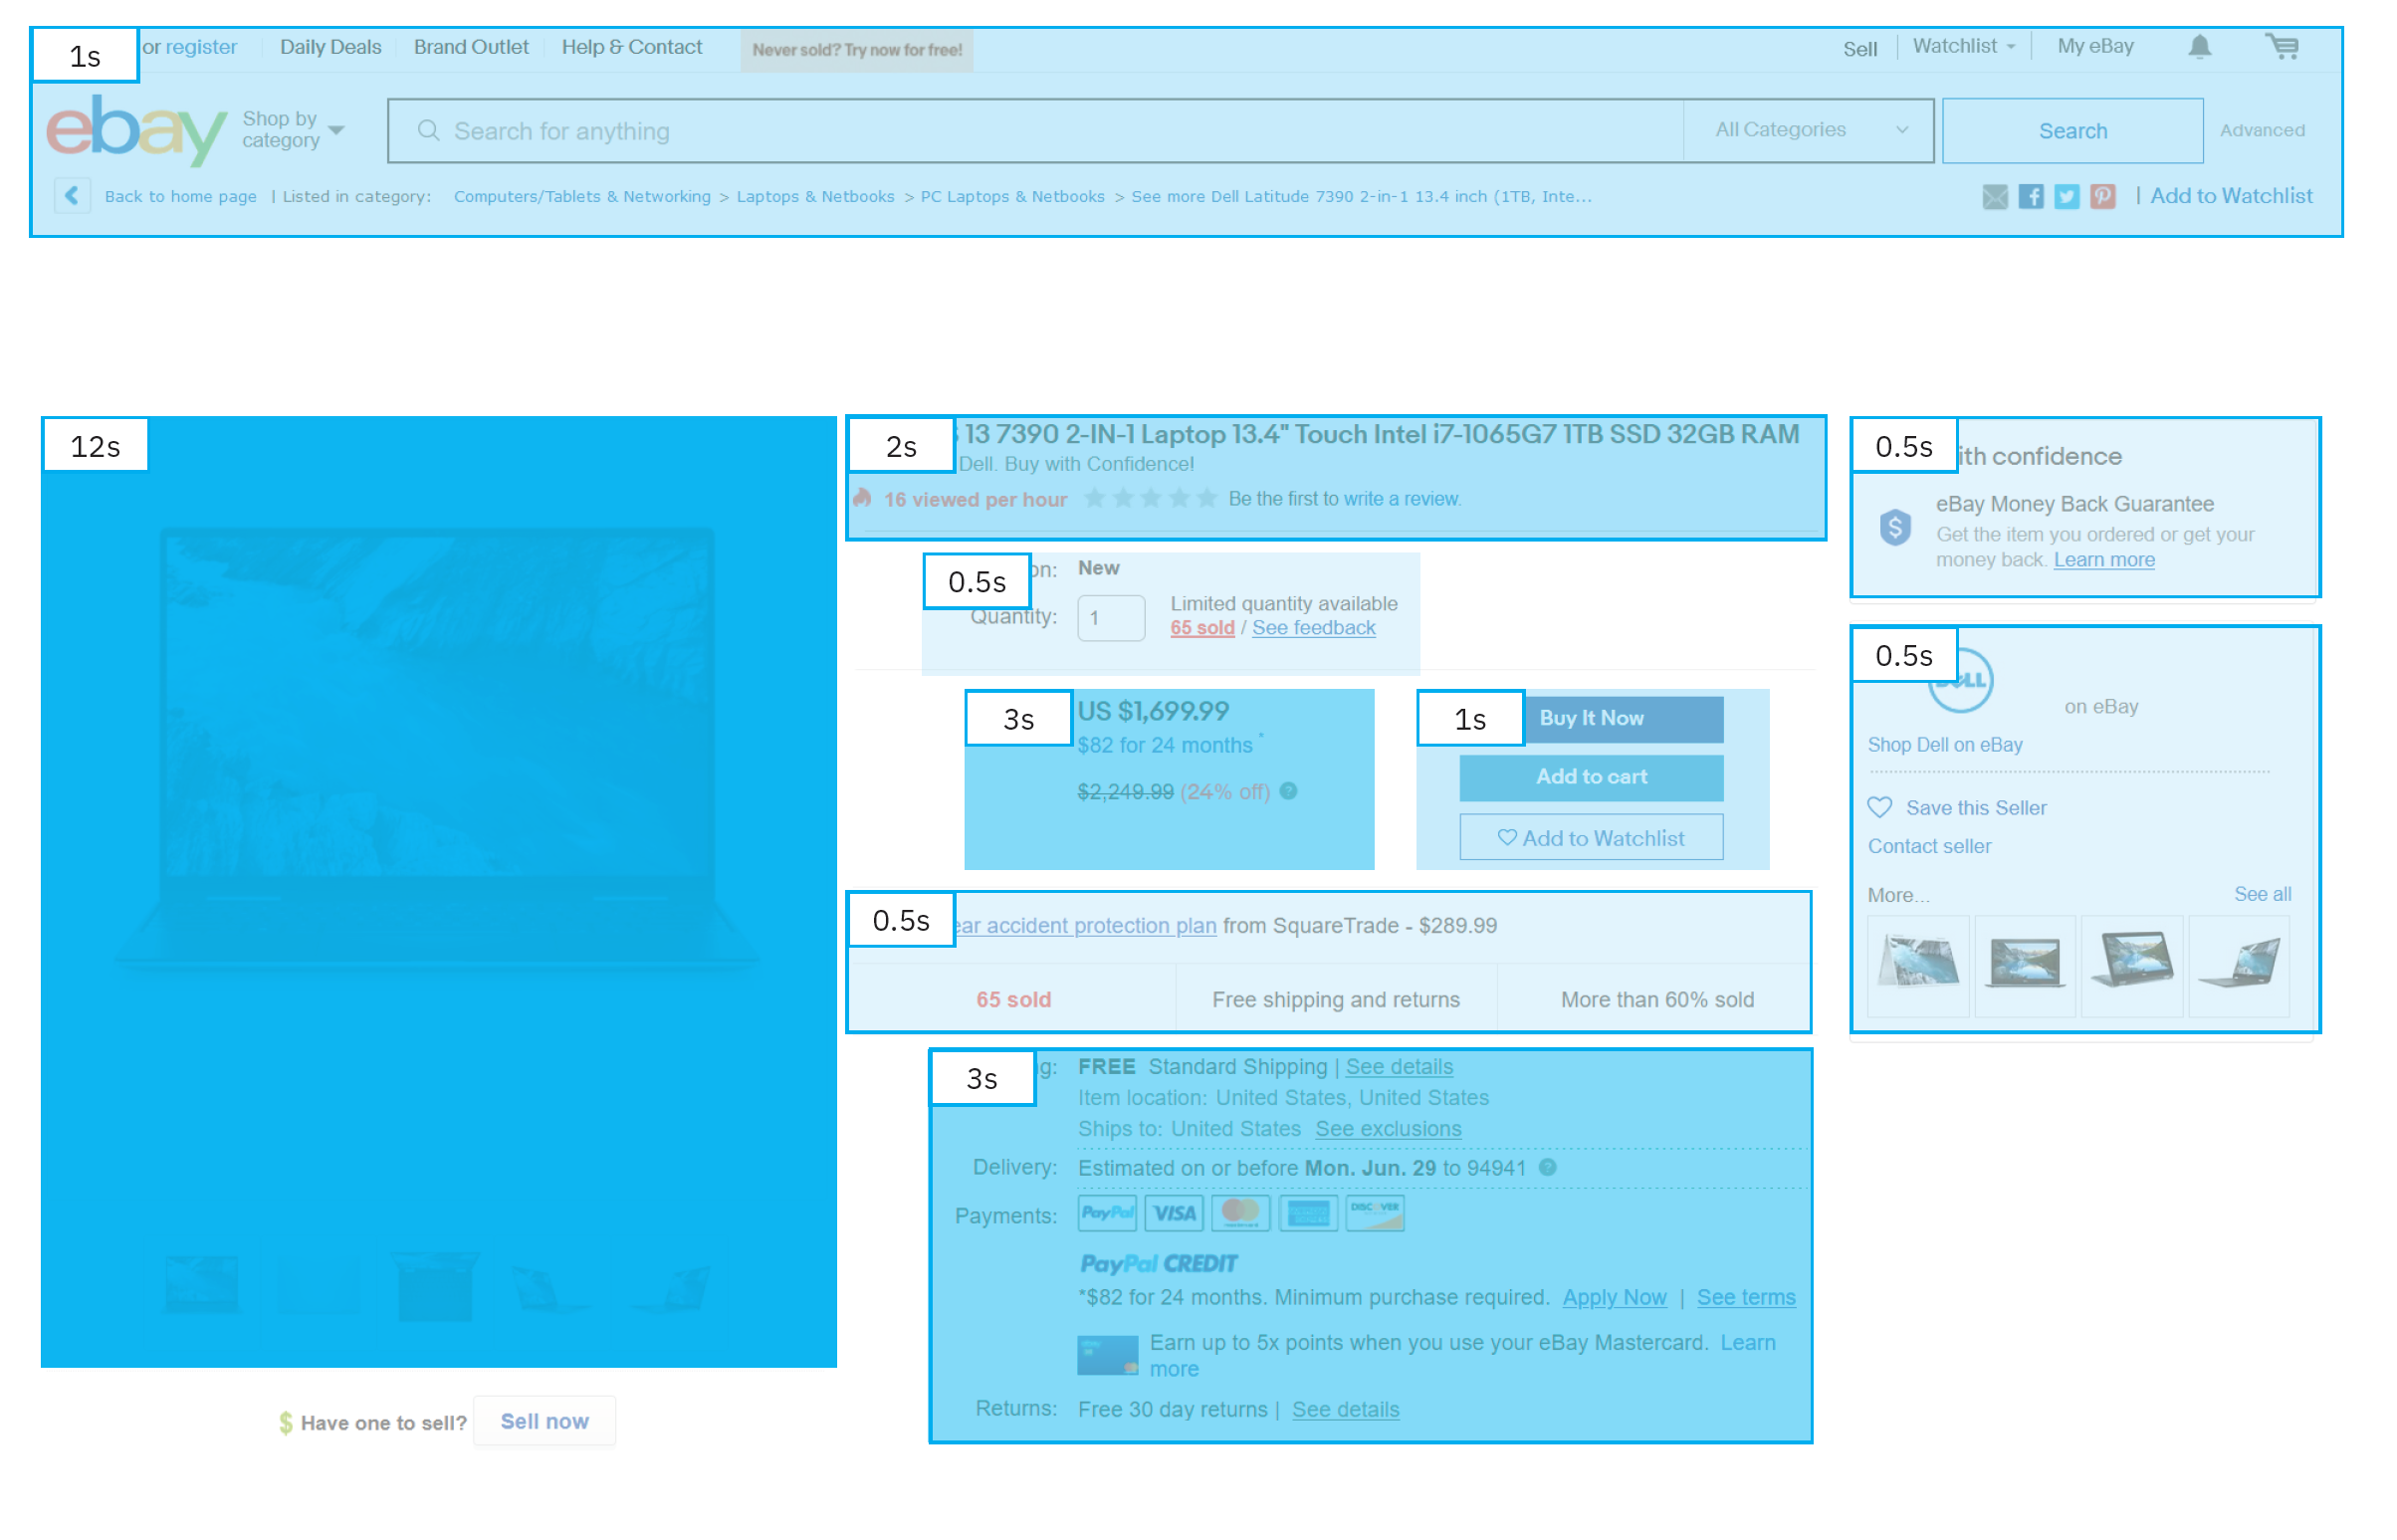 1s
or register
Daily Deals
Brand Outlet
Help & Contact
Never sold? Try now for free!
Sell
Watchlist
My eBay
ebay
Shop by
category
Search for anything
All Categories
Search
Advanced
Back to home page | Listed in category: Computers/Tablets & Networking > Laptops & Netbooks > PC Laptops & Netbooks > See more Dell Latitude 7390 2-in-1 13.4 inch (1TB, Inte...
| Add to Watchlist
12s
2s
13 7390 2-IN-1 Laptop 13.4" Touch Intel i7-1065G7 1TB SSD 32GB RAM
Dell. Buy with Confidence!
16 viewed per hour
Be the first to write a review.
0.5s
on: New
Quantity: 1
Limited quantity available
65 sold / See feedback
3s
US $1,699.99
$82 for 24 months *
$2,249.99 (24% off) ?
1s
Buy It Now
Add to cart
Add to Watchlist
0.5s
ear accident protection plan from SquareTrade - $289.99
65 sold
Free shipping and returns
More than 60% sold
3s
g: FREE Standard Shipping | See details
Item location: United States, United States
Ships to: United States See exclusions
Delivery: Estimated on or before Mon. Jun. 29 to 94941 ?
Payments: PayPal VISA DISCOVER
PayPal CREDIT
*$82 for 24 months. Minimum purchase required. Apply Now | See terms
Earn up to 5x points when you use your eBay Mastercard. Learn
more
Returns: Free 30 day returns | See details
0.5s
ith confidence
eBay Money Back Guarantee
Get the item you ordered or get your
money back. Learn more
0.5s
DELL
on eBay
Shop Dell on eBay
Save this Seller
Contact seller
More...
See all
$ Have one to sell? Sell now